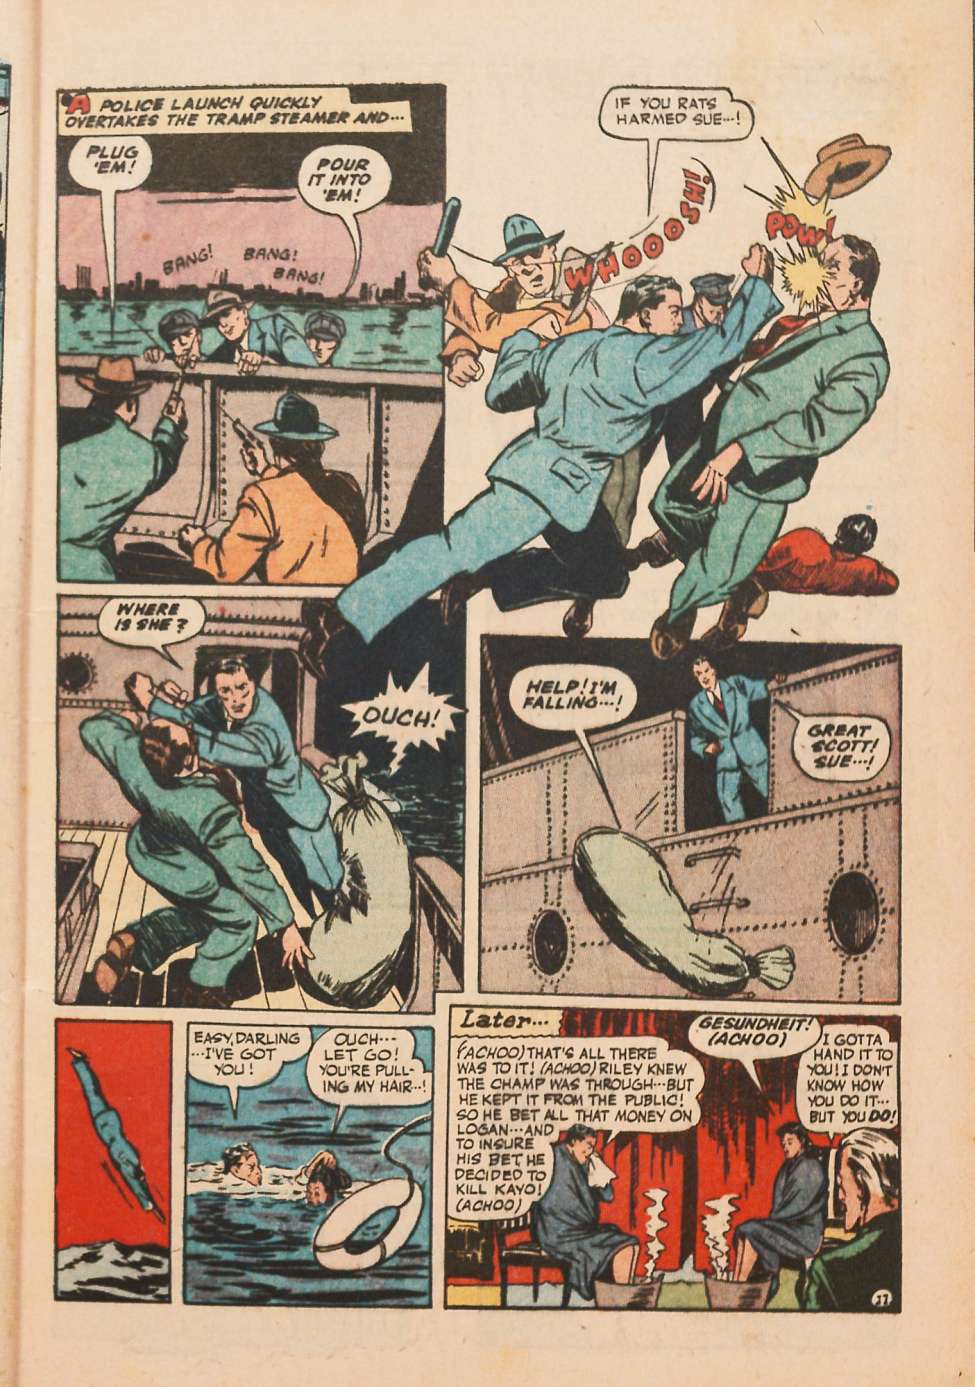 A POLICE LAUNCH QUICKLY
OVERTAKES THE TRAMP STEAMER AND---
PLUG
'EM!
POUR
IT INTO
'EM!
BANG!
BANG!
BANG!
IF YOU RATS
HARMED SUE---!
WHOOOSH!
POW!
WHERE
IS SHE?
OUCH!
HELP! I'M
FALLING---!
GREAT
SCOTT!
SUE---!
EASY, DARLING
---I'VE GOT
YOU!
OUCH---
LET GO!
YOU'RE PULL-
ING MY HAIR--!
Later---
(ACHOO) THAT'S ALL THERE
WAS TO IT! (ACHOO) RILEY KNEW
THE CHAMP WAS THROUGH---BUT
HE KEPT IT FROM THE PUBLIC!
SO HE BET ALL THAT MONEY ON
LOGAN---AND
TO INSURE
HIS BET, HE
DECIDED TO
KILL KAYO!
(ACHOO)
GESUNDHEIT!
(ACHOO)
I GOTTA
HAND IT TO
YOU! I DON'T
KNOW HOW
YOU DO IT---
BUT YOU DO!
11